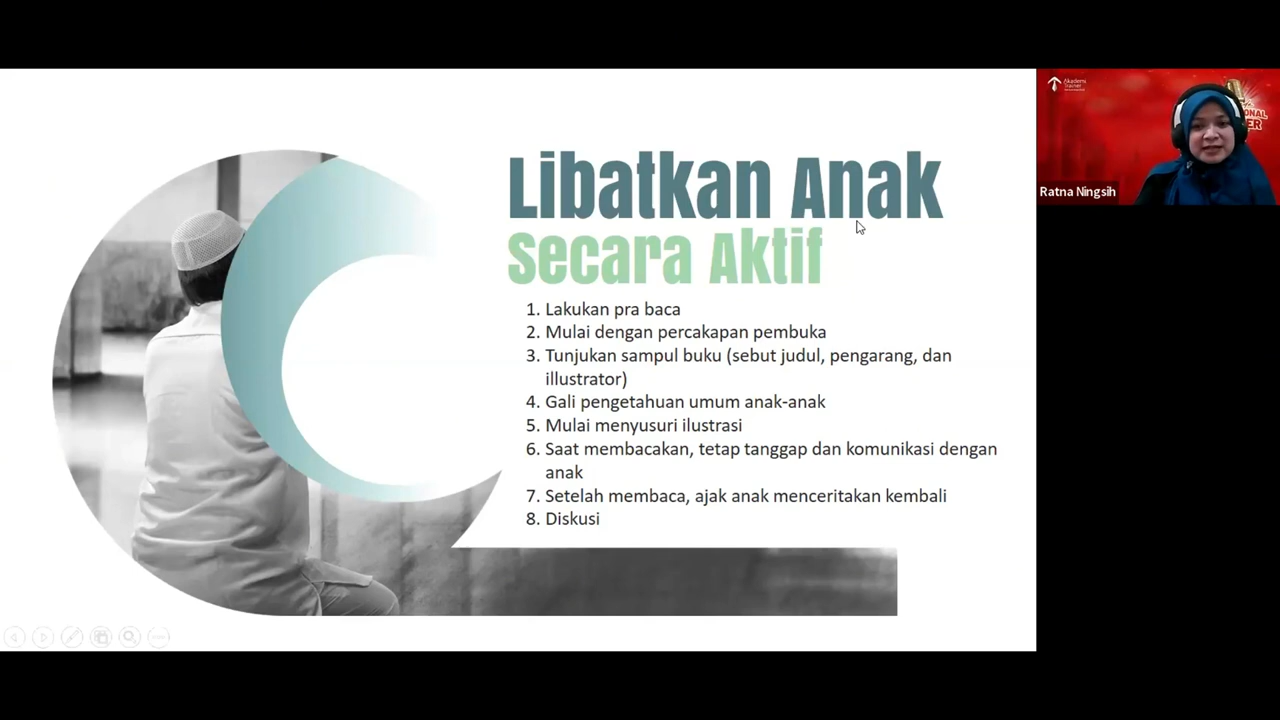 Libatkan Anak
Secara Aktif
1. Lakukan pra baca
2. Mulai dengan percakapan pembuka
3. Tunjukan sampul buku (sebut judul, pengarang, dan
illustrator)
4. Gali pengetahuan umum anak-anak
5. Mulai menyusuri ilustrasi
6. Saat membacakan, tetap tanggap dan komunikasi dengan
anak
7. Setelah membaca, ajak anak menceritakan kembali
8. Diskusi
Akademi
Trainer
Ratna Ningsih